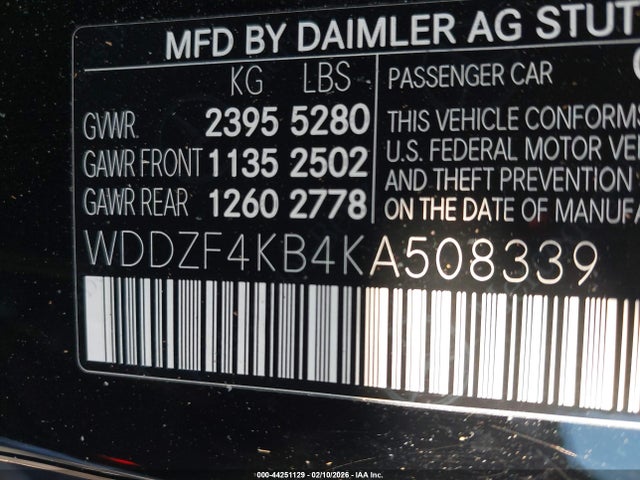 MFD BY DAIMLER AG STUT
KG LBS
GVWR 2395 5280
GAWR FRONT 1135 2502
GAWR REAR 1260 2778
PASSENGER CAR
THIS VEHICLE CONFORMS
U.S. FEDERAL MOTOR VE
AND THEFT PREVENTION
ON THE DATE OF MANUFA
WDDZF4KB4KA508339
000-44251129 - 02/10/2026 - IAA Inc.